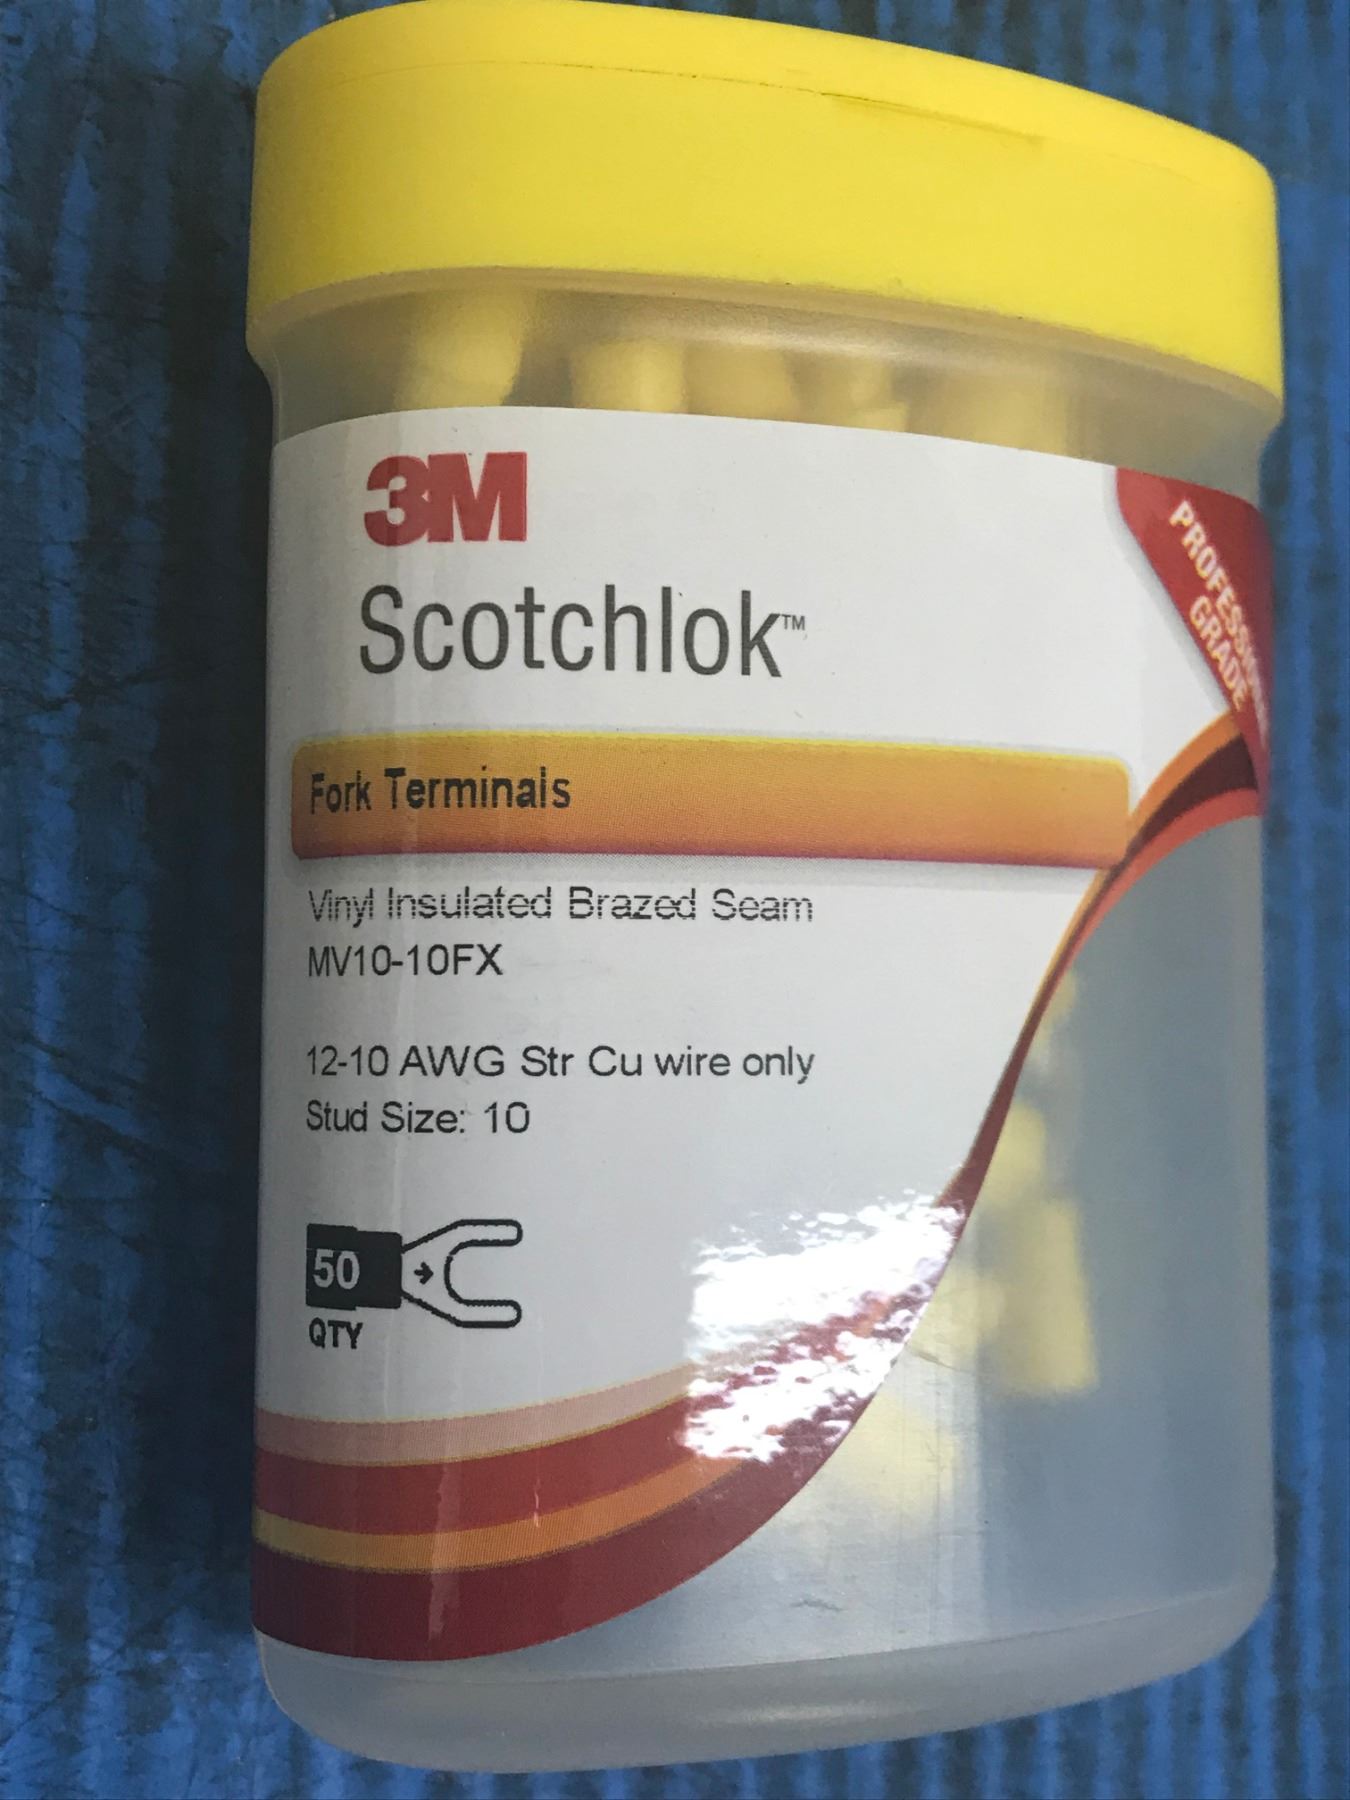 3M
Scotchlok™
PROFESSIONAL
GRADE
Fork Terminals
Vinyl Insulated Brazed Seam
MV10-10FX
12-10 AWG Str Cu wire only
Stud Size: 10
50
QTY